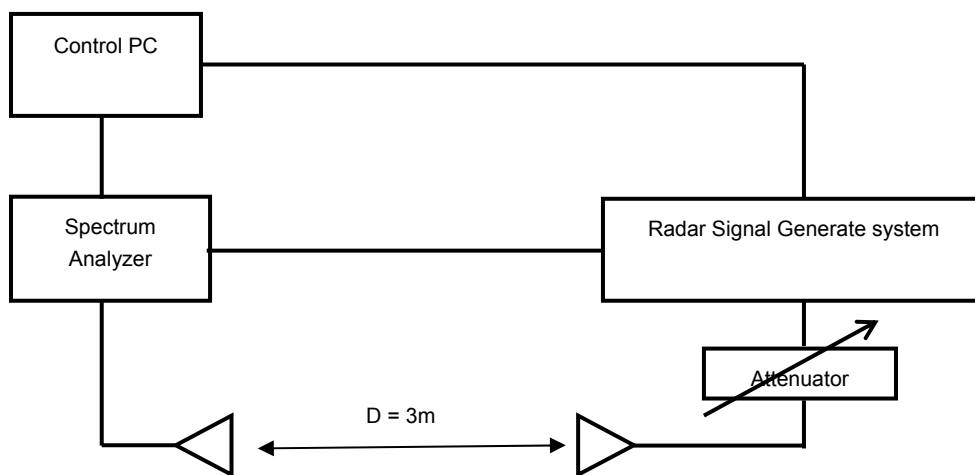 Control PC
Spectrum
Analyzer
Radar Signal Generate system
Attenuator
D = 3m